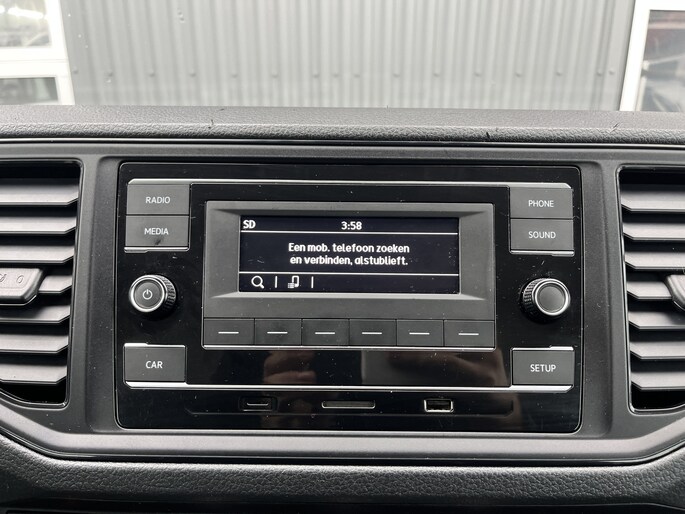 RADIO
MEDIA
SD 3:58
Een mob. telefoon zoeken
en verbinden, alstublieft.
PHONE
SOUND
CAR
SETUP